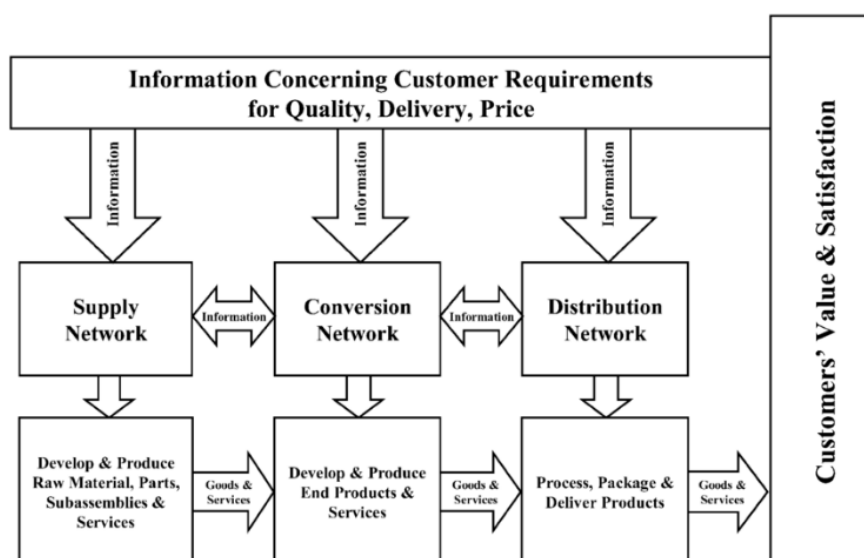 Information Concerning Customer Requirements
for Quality, Delivery, Price
Information
Information
Information
Supply
Network
Information
Conversion
Network
Information
Distribution
Network
Develop & Produce
Raw Material, Parts,
Subassemblies &
Services
Goods &
Services
Develop & Produce
End Products &
Services
Goods &
Services
Process, Package &
Deliver Products
Goods &
Services
Customers' Value & Satisfaction